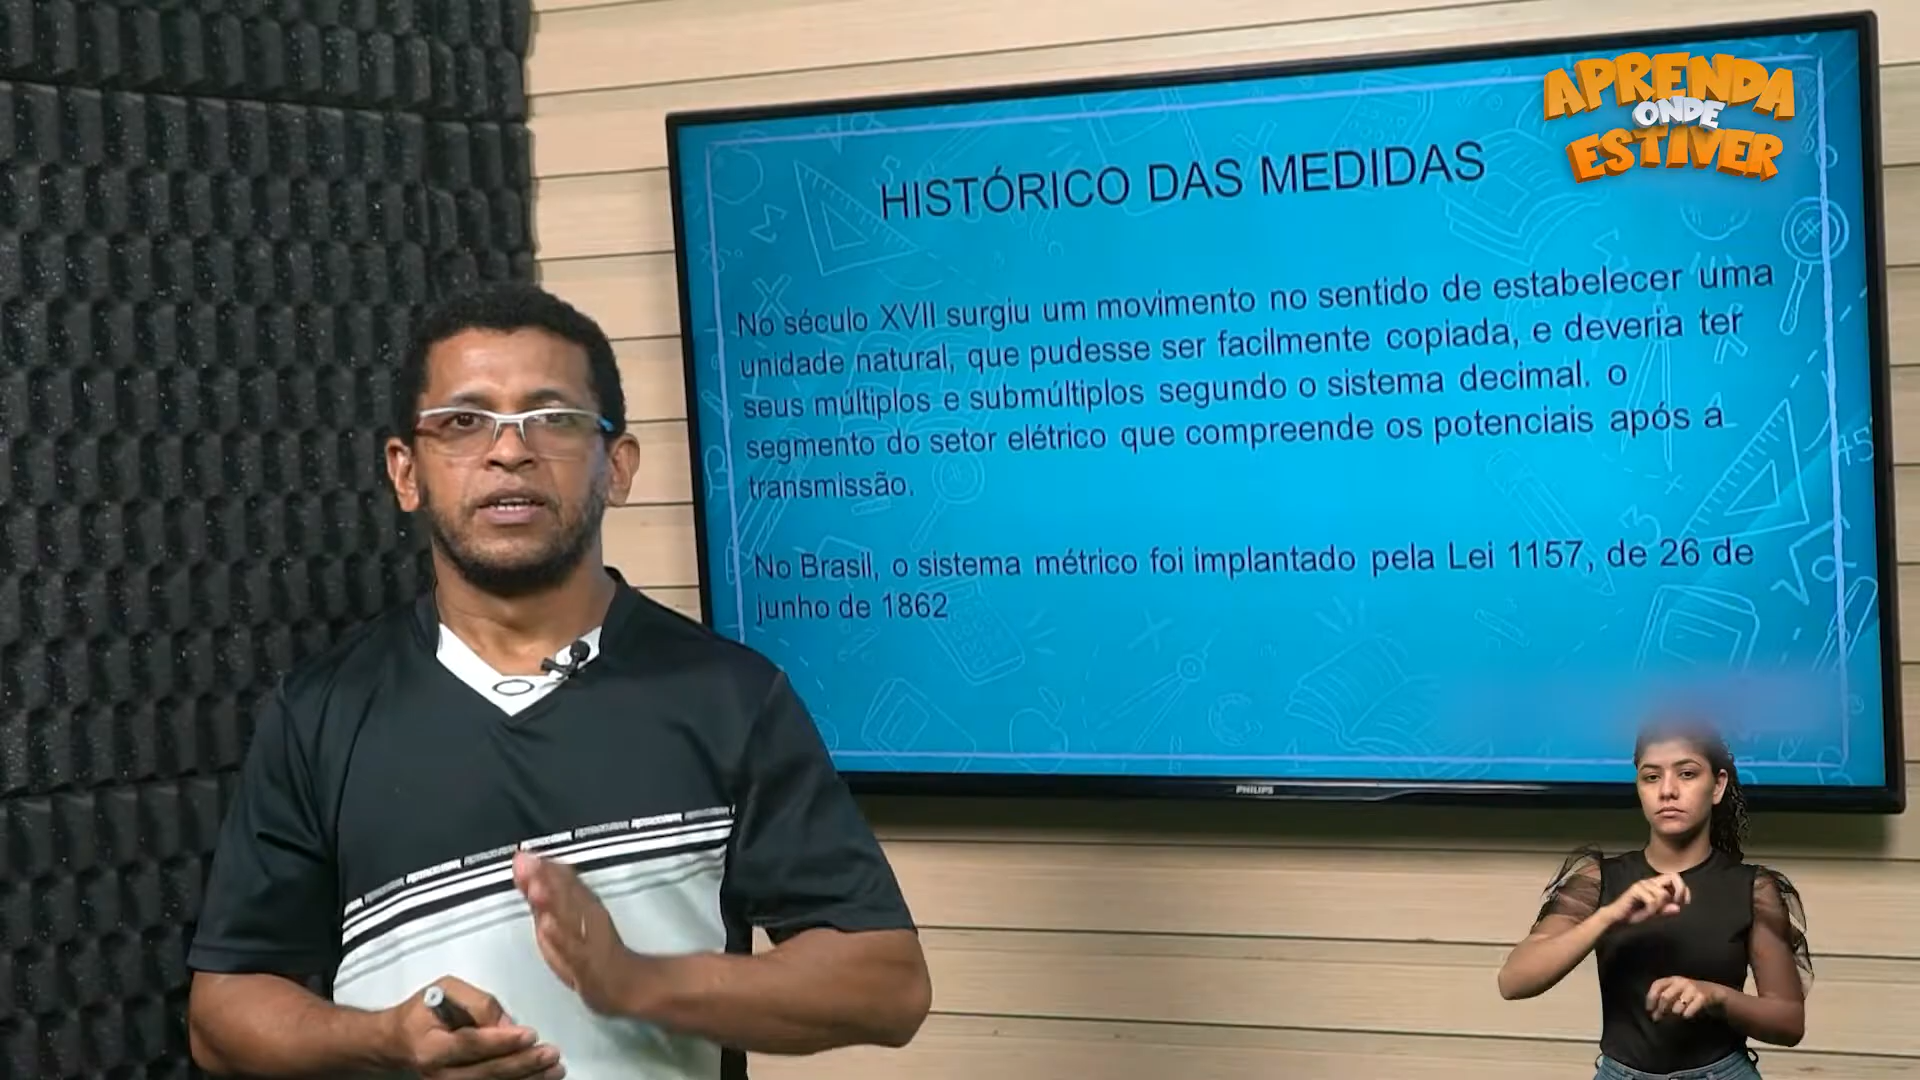 APRENDA
ONDE
ESTIVER
HISTÓRICO DAS MEDIDAS
No século XVII surgiu um movimento no sentido de estabelecer uma
unidade natural, que pudesse ser facilmente copiada, e deveria ter
seus múltiplos e submúltiplos segundo o sistema decimal. o
segmento do setor elétrico que compreende os potenciais após a
transmissão.
No Brasil, o sistema métrico foi implantado pela Lei 1157, de 26 de
junho de 1862
PHILIPS